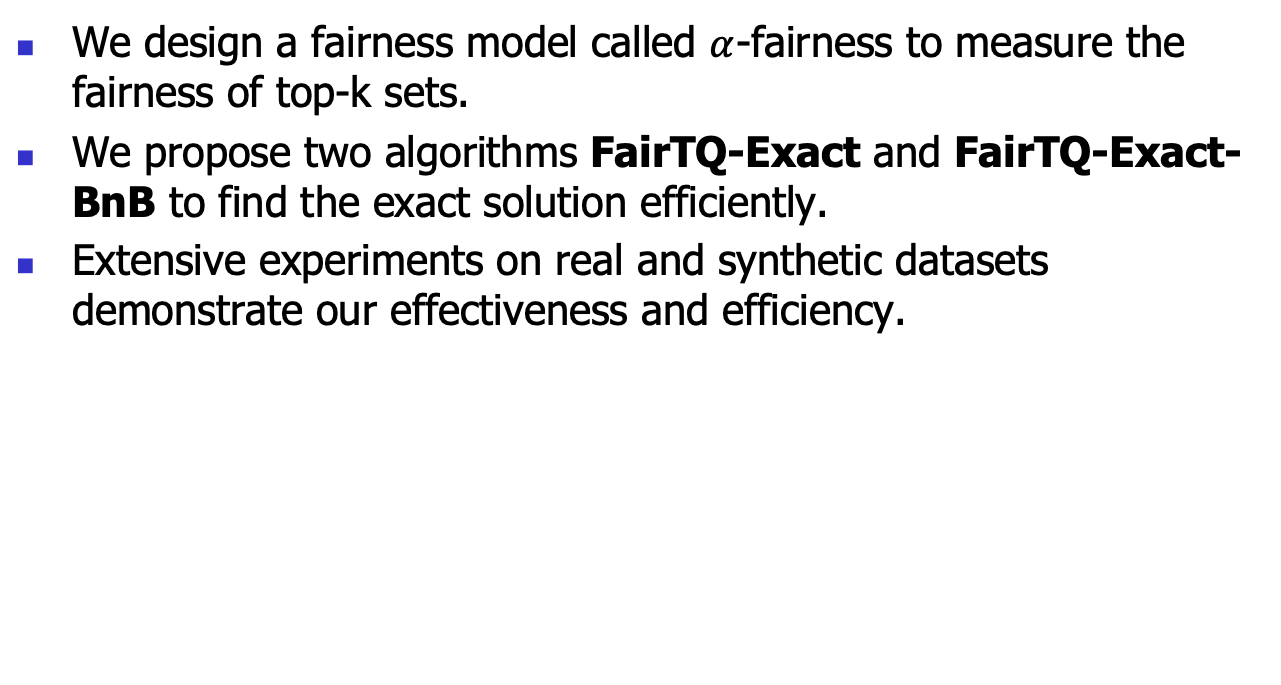 ▪ We design a fairness model called α-fairness to measure the
fairness of top-k sets.
▪ We propose two algorithms FairTQ-Exact and FairTQ-Exact-
BnB to find the exact solution efficiently.
▪ Extensive experiments on real and synthetic datasets
demonstrate our effectiveness and efficiency.